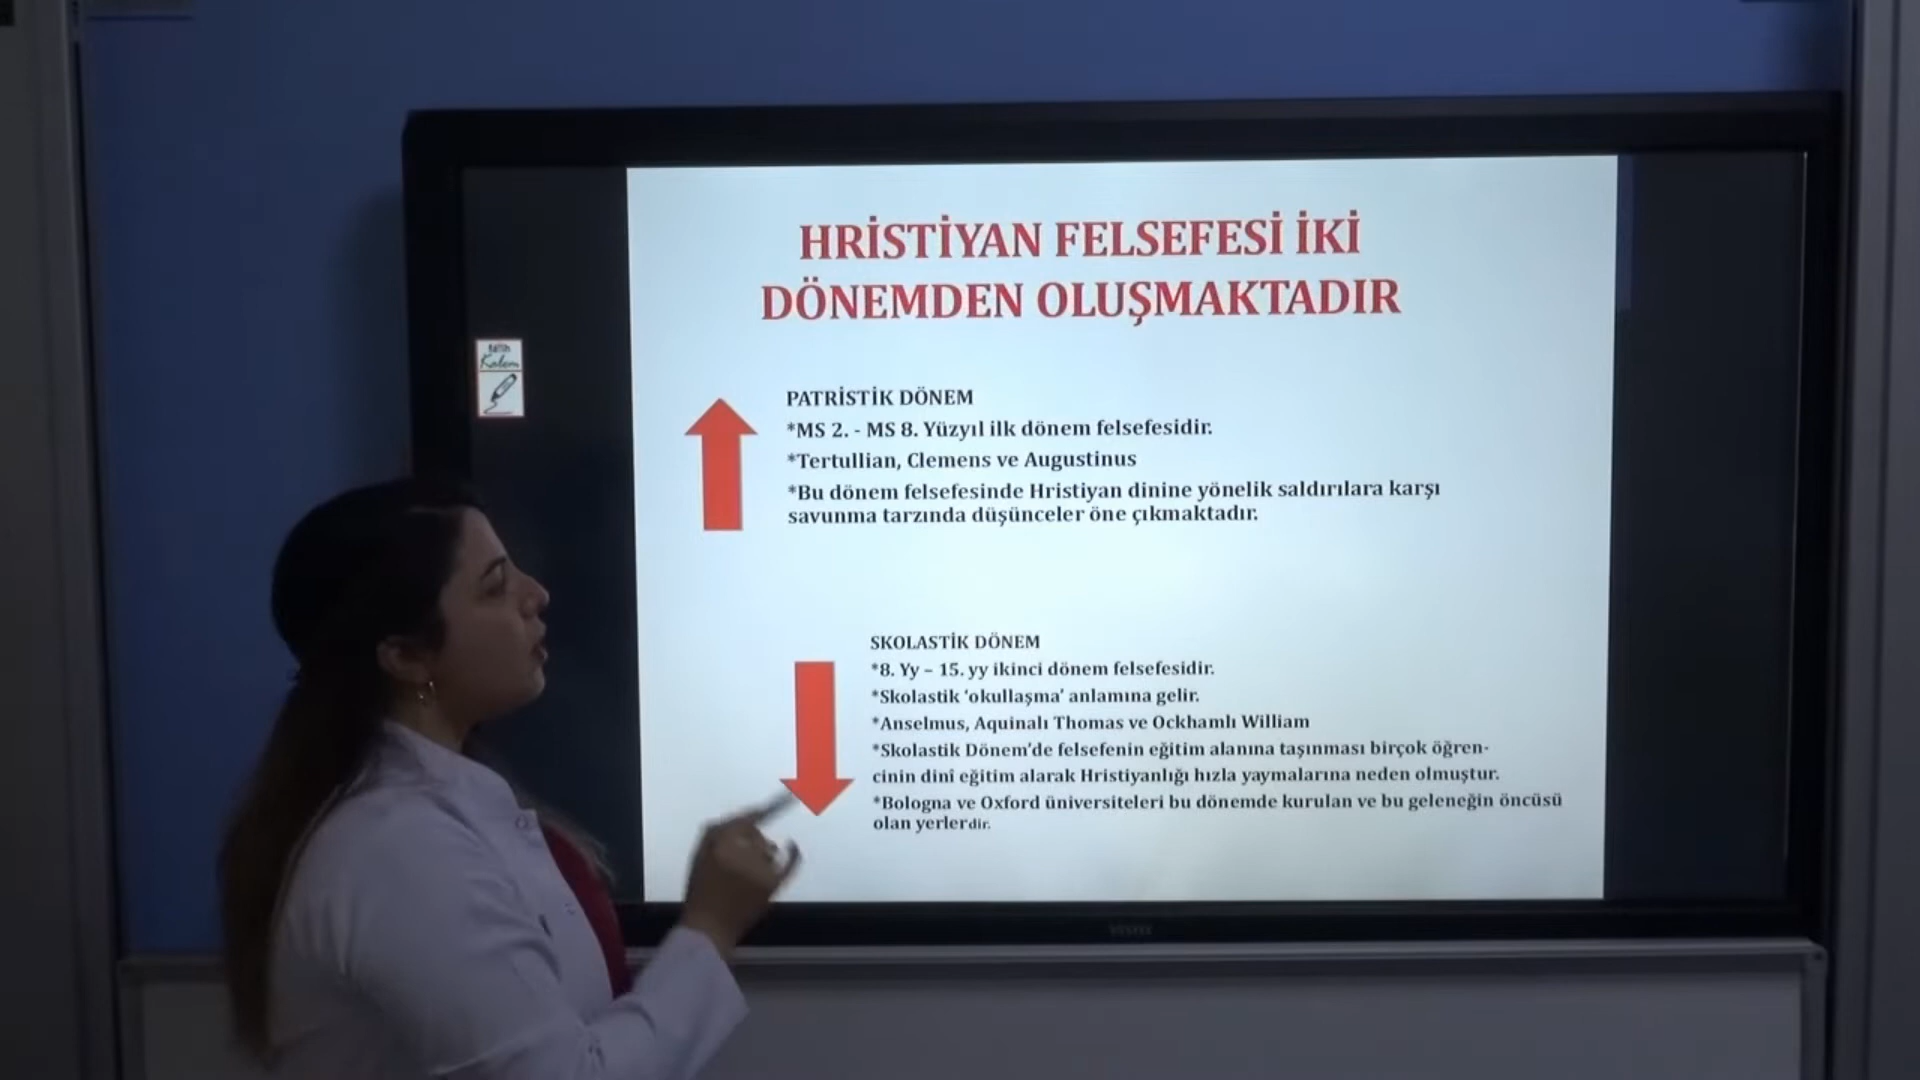 HRİSTİYAN FELSEFESİ İKİ
DÖNEMDEN OLUŞMAKTADIR
fatih
Kalem
PATRİSTİK DÖNEM
*MS 2. - MS 8. Yüzyıl ilk dönem felsefesidir.
*Tertullian, Clemens ve Augustinus
*Bu dönem felsefesinde Hristiyan dinine yönelik saldırılara karşı
savunma tarzında düşünceler öne çıkmaktadır.
SKOLASTİK DÖNEM
*8. Yy – 15. yy ikinci dönem felsefesidir.
*Skolastik ‘okullaşma’ anlamına gelir.
*Anselmus, Aquinalı Thomas ve Ockhamlı William
*Skolastik Dönem’de felsefenin eğitim alanına taşınması birçok öğren-
cinin dinî eğitim alarak Hristiyanlığı hızla yaymalarına neden olmuştur.
*Bologna ve Oxford üniversiteleri bu dönemde kurulan ve bu geleneğin öncüsü
olan yerlerdir.